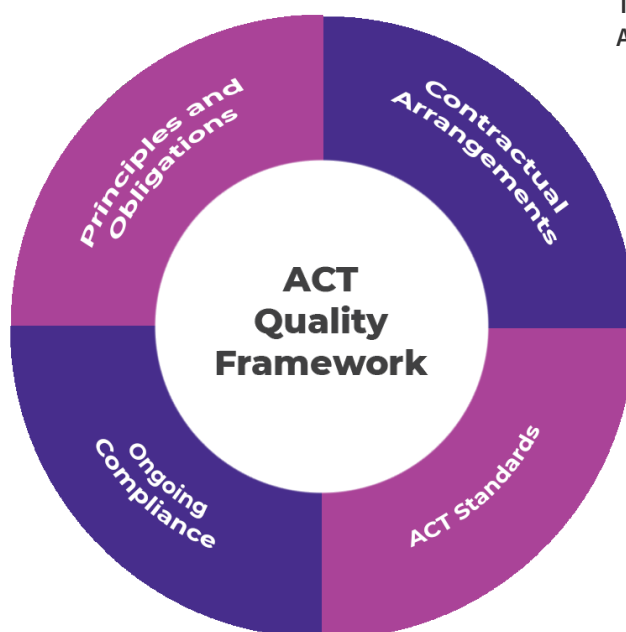 Principles and
Obligations
Contractual
Arrangements
ACT
Quality
Framework
Ongoing
Compliance
ACT Standards